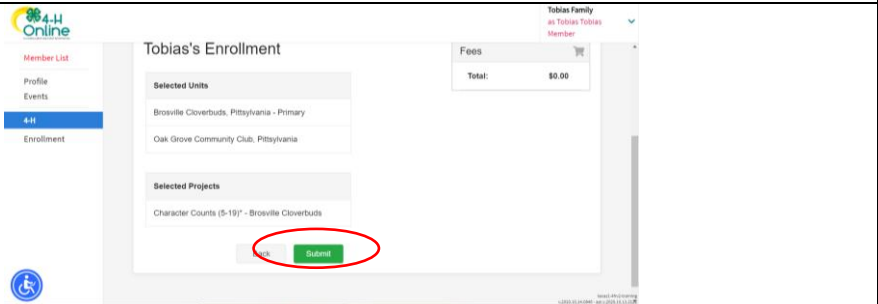 4-H
Online
Tobias Family
as Tobias Tobias
Member
Member List
Profile
Events
4-H
Enrollment
Tobias's Enrollment
Selected Units
Brosville Cloverbuds, Pittsylvania - Primary
Oak Grove Community Club, Pittsylvania
Selected Projects
Character Counts (5-19)* - Brosville Cloverbuds
Back
Submit
Fees
Total: $0.00